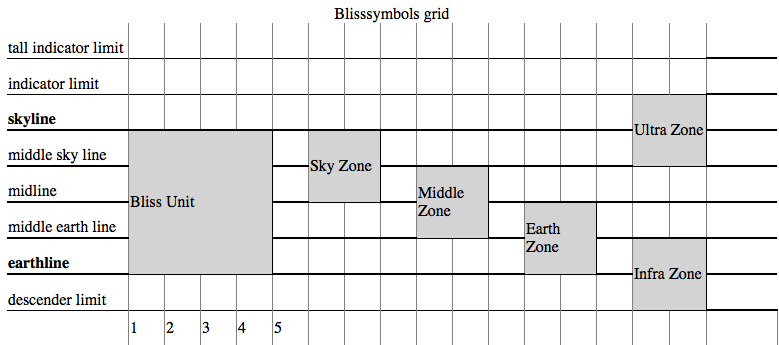 Blisssymbols grid
tall indicator limit
indicator limit
skyline
Ultra Zone
middle sky line
Sky Zone
midline
Bliss Unit
Middle
Zone
middle earth line
Earth
Zone
earthline
Infra Zone
descender limit
1 2 3 4 5